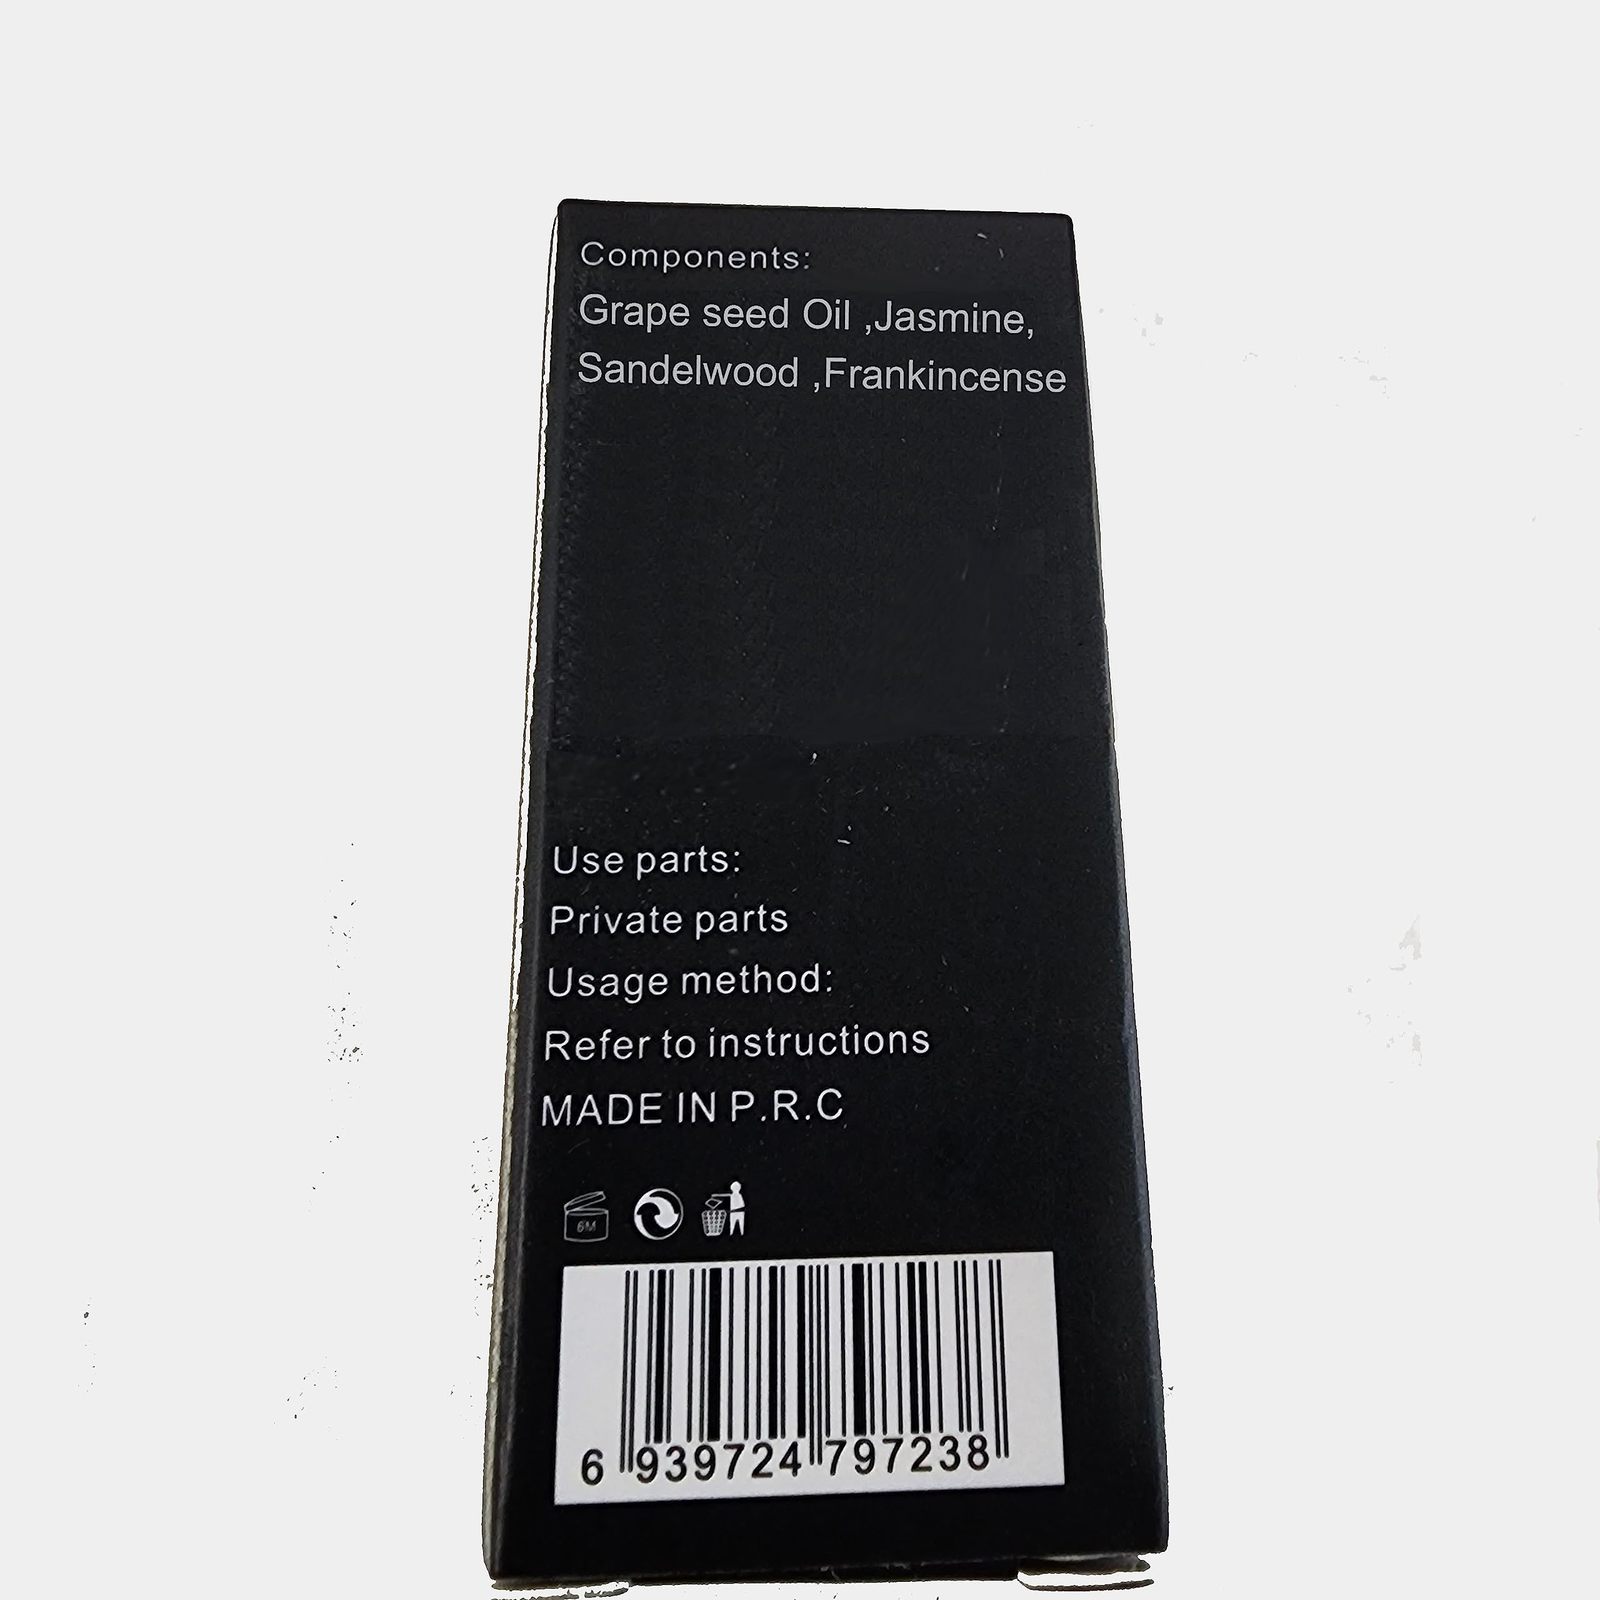 Components:
Grape seed Oil ,Jasmine,
Sandelwood ,Frankincense
Use parts:
Private parts
Usage method:
Refer to instructions
MADE IN P.R.C
6M
6 939724 797238